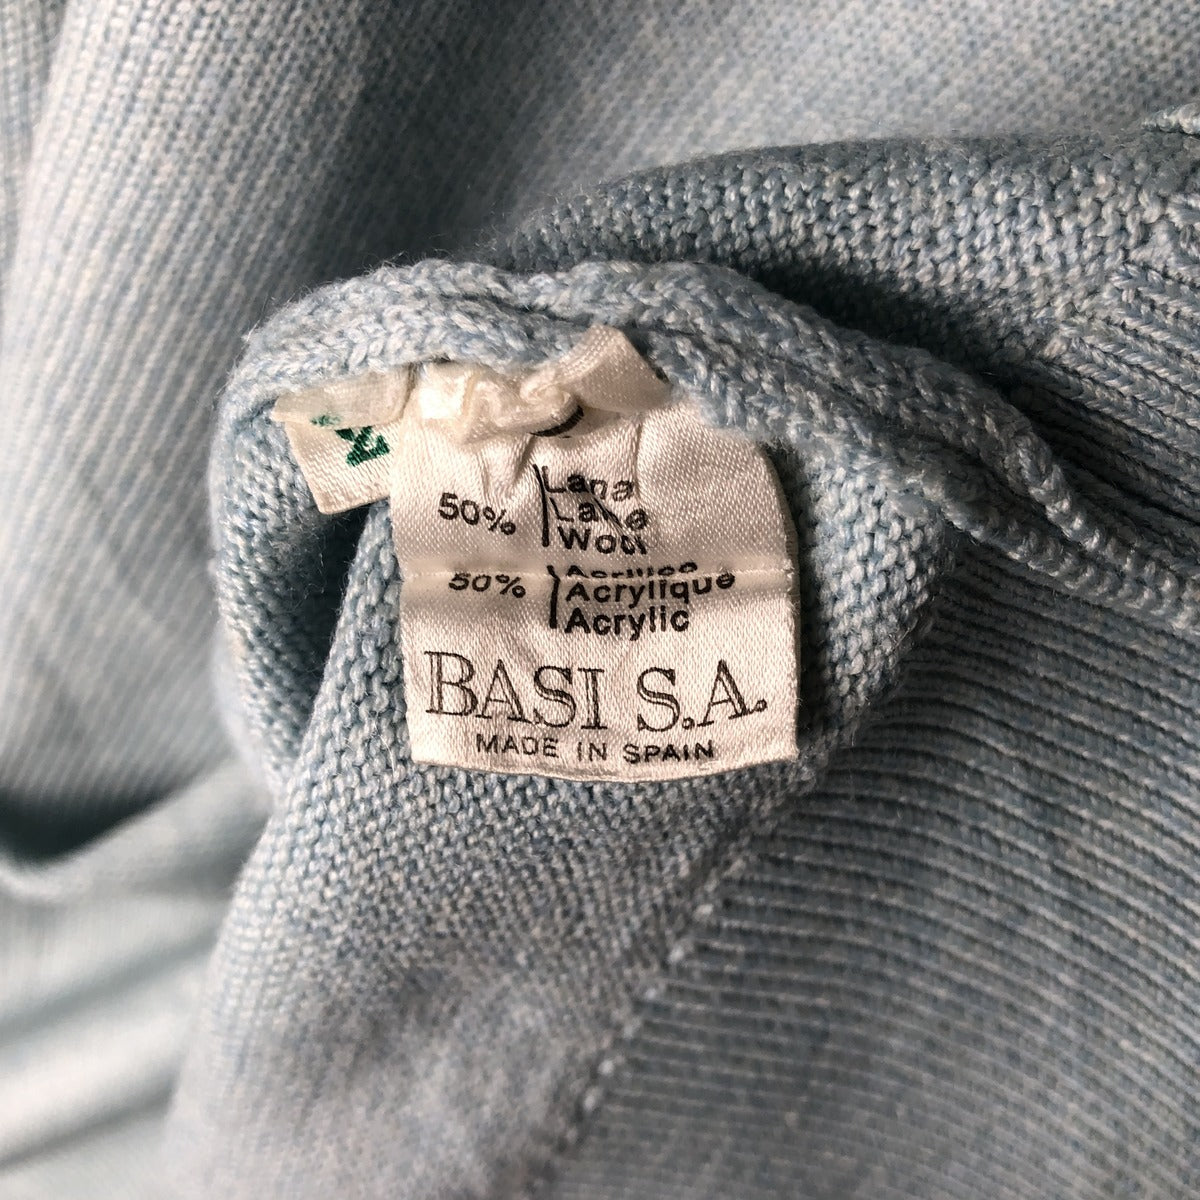 50% Lana
Laine
Wool
50% Acrilico
Acrylique
Acrylic
BASI S.A.
MADE IN SPAIN